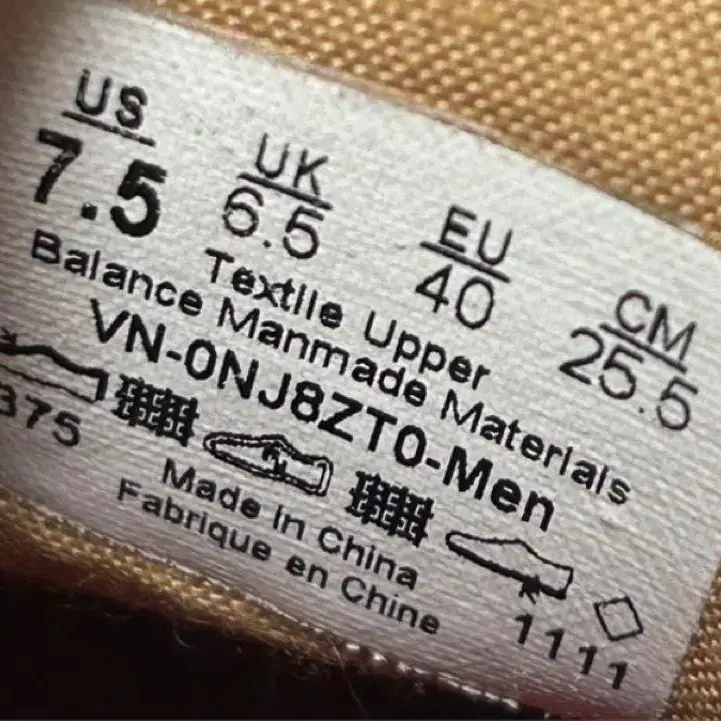 US UK EU CM
7.5 6.5 40 25.5
Textile Upper
Balance Manmade Materials
VN-0NJ8ZT0-Men
375
Made In China
Fabrique en Chine
1111